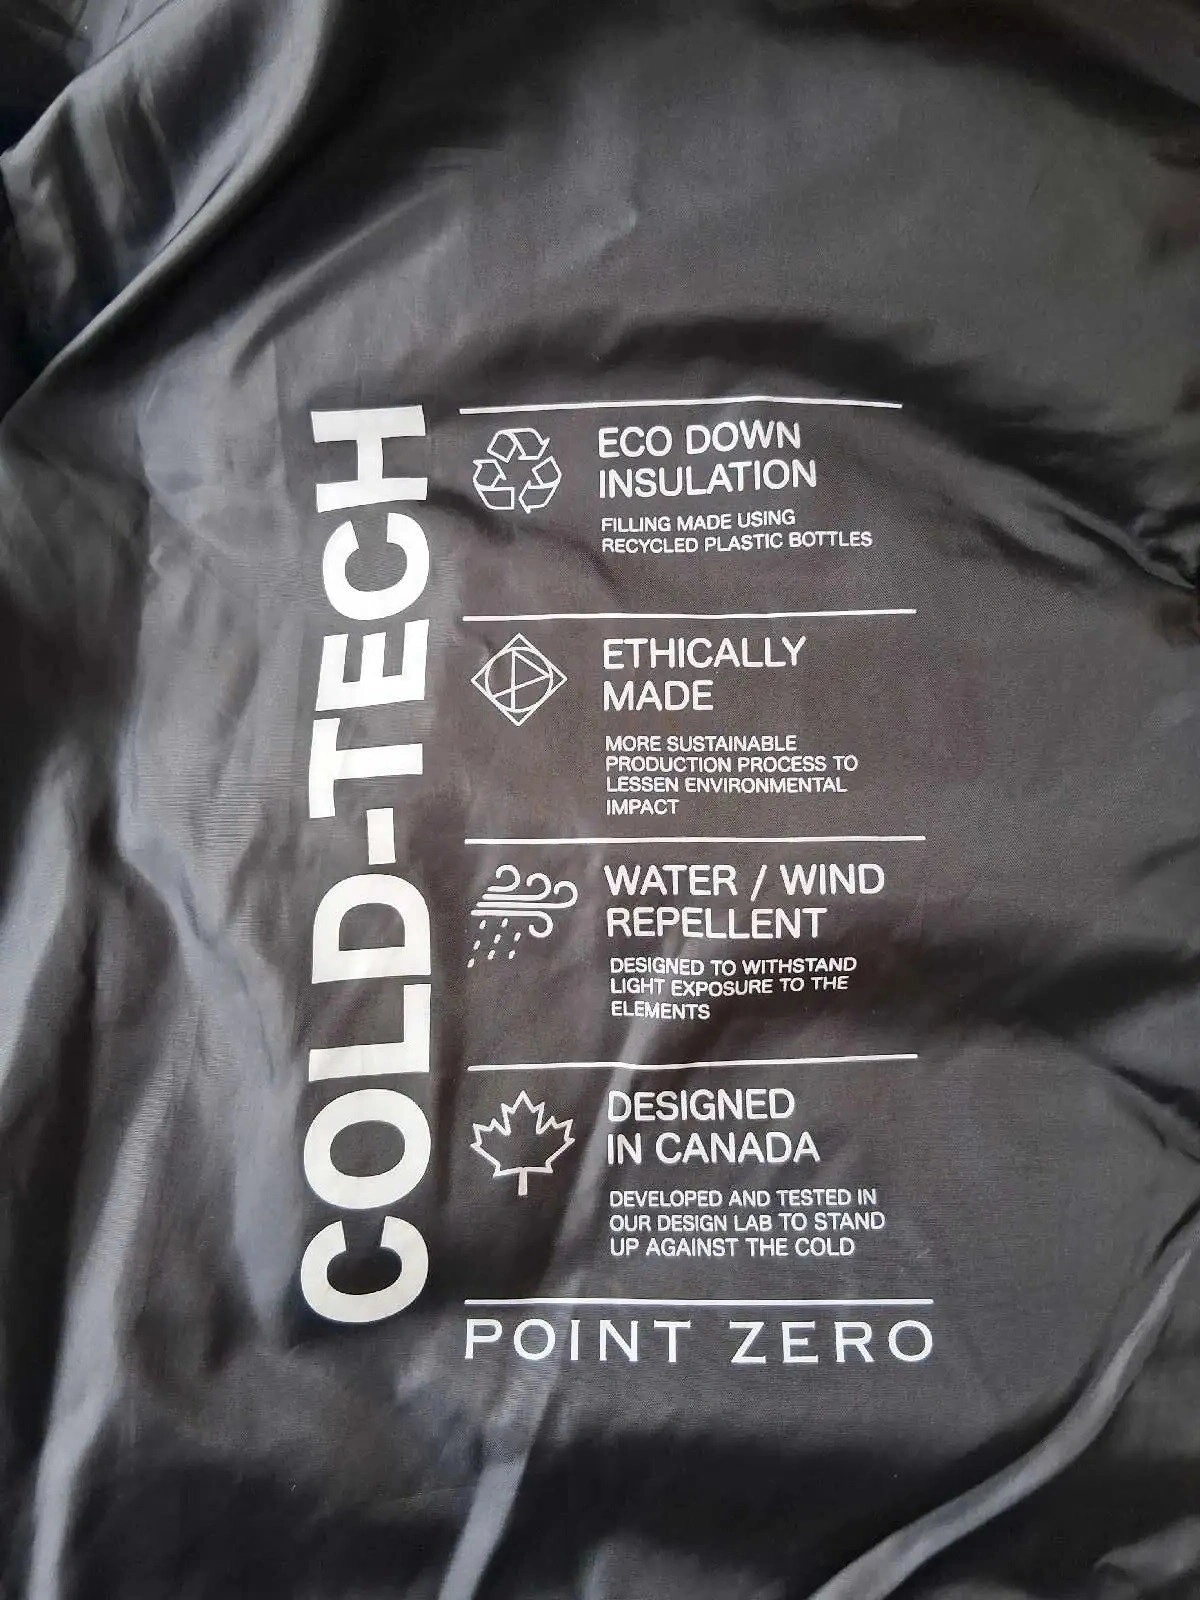 COLD-TECH
ECO DOWN
INSULATION
FILLING MADE USING
RECYCLED PLASTIC BOTTLES
ETHICALLY
MADE
MORE SUSTAINABLE
PRODUCTION PROCESS TO
LESSEN ENVIRONMENTAL
IMPACT
WATER / WIND
REPELLENT
DESIGNED TO WITHSTAND
LIGHT EXPOSURE TO THE
ELEMENTS
DESIGNED
IN CANADA
DEVELOPED AND TESTED IN
OUR DESIGN LAB TO STAND
UP AGAINST THE COLD
POINT ZERO